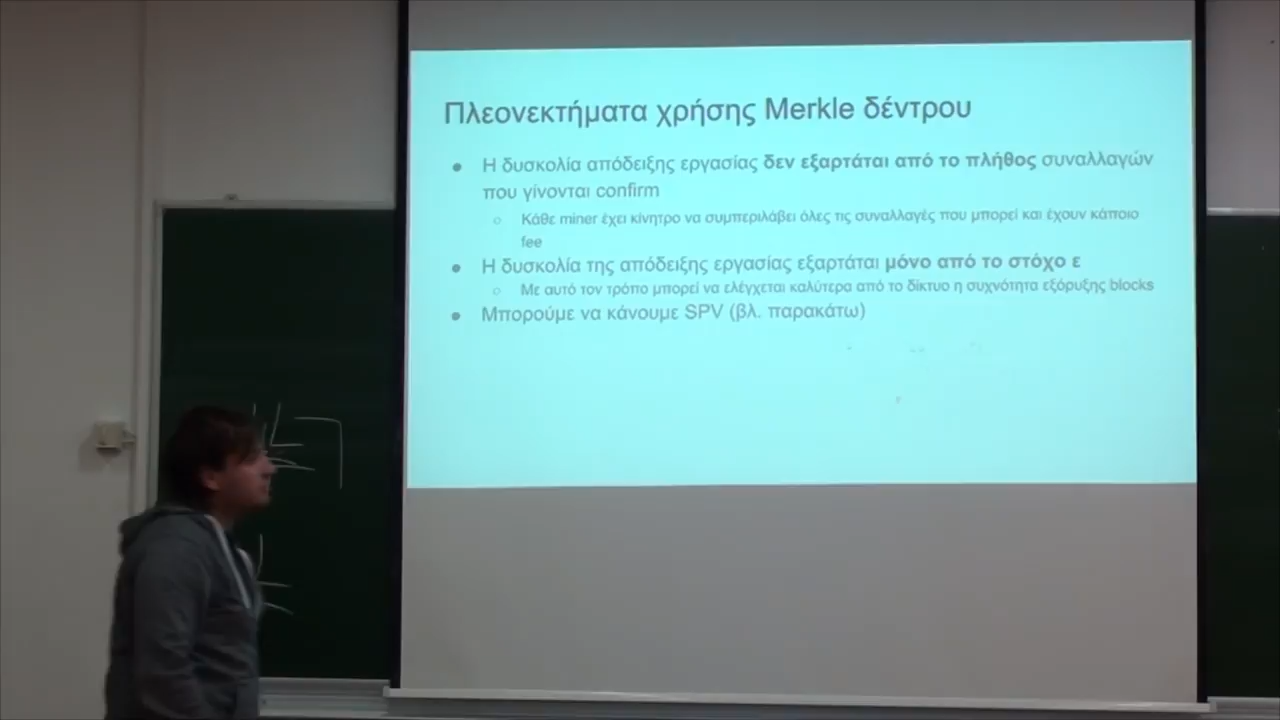 Πλεονεκτήματα χρήσης Merkle δέντρου
● Η δυσκολία απόδειξης εργασίας δεν εξαρτάται από το πλήθος συναλλαγών
που γίνονται confirm
○ Κάθε miner έχει κίνητρο να συμπεριλάβει όλες τις συναλλαγές που μπορεί και έχουν κάποιο
fee
● Η δυσκολία της απόδειξης εργασίας εξαρτάται μόνο από το στόχο ε
○ Με αυτό τον τρόπο μπορεί να ελέγχεται καλύτερα από το δίκτυο η συχνότητα εξόρυξης blocks
● Μπορούμε να κάνουμε SPV (βλ. παρακάτω)